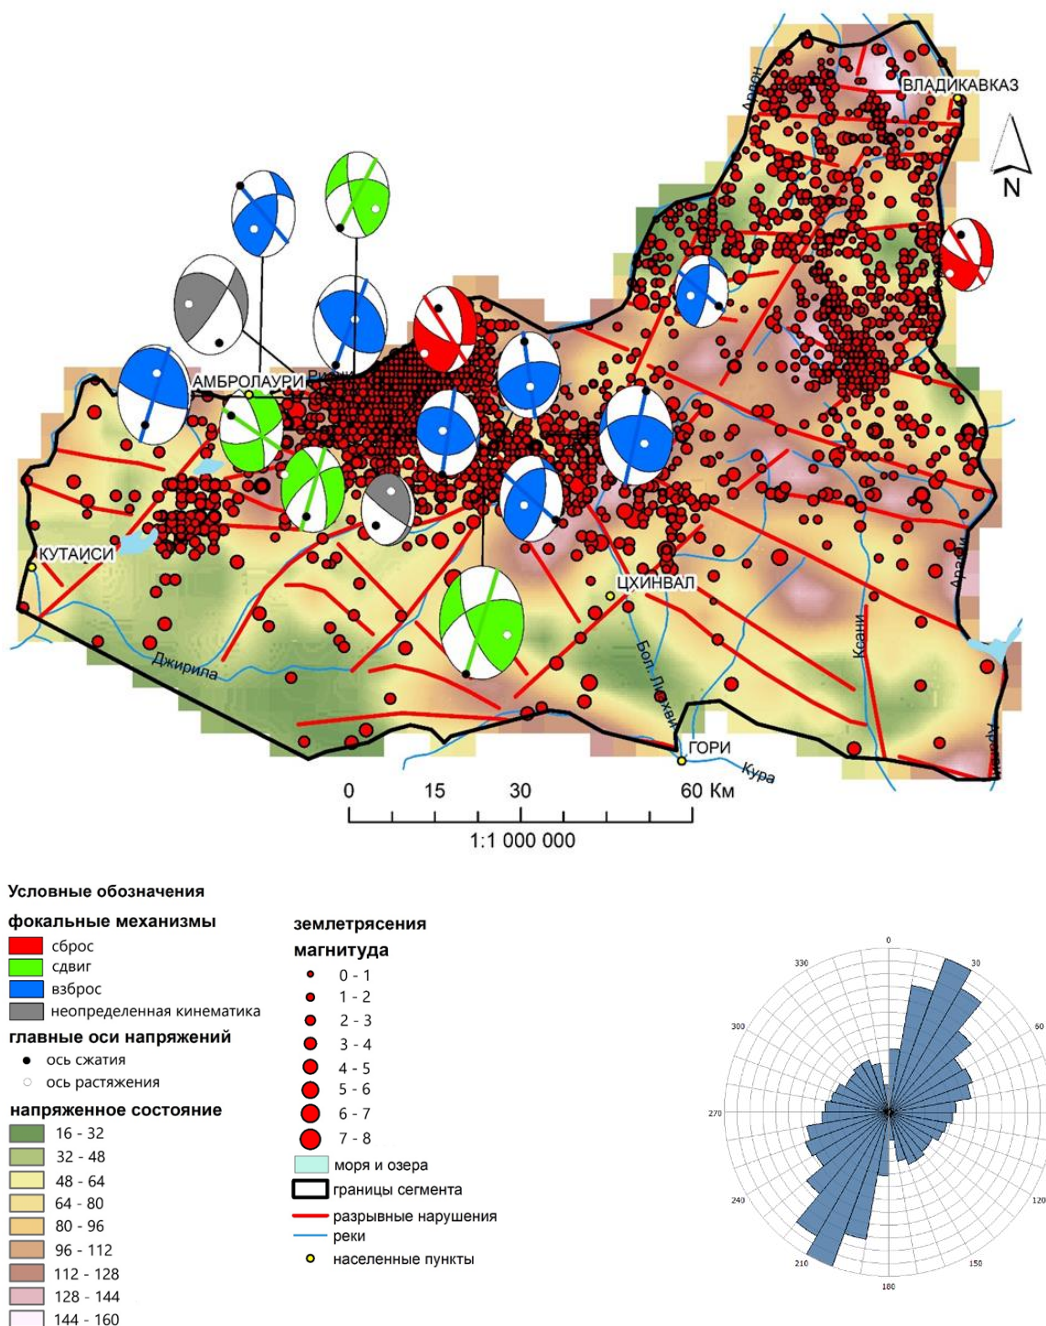 Ардон
ВЛАДИКАВКАЗ
N
АМБРОЛАУРИ
КУТАИСИ
ЦХИНВАЛ
Джирила
Бол. Лиахви
Ксани
Арагви
ГОРИ
Кура
0 15 30 60 Км
1:1 000 000
Условные обозначения
фокальные механизмы
сброс
сдвиг
взброс
неопределенная кинематика
главные оси напряжений
ось сжатия
ось растяжения
напряженное состояние
16 - 32
32 - 48
48 - 64
64 - 80
80 - 96
96 - 112
112 - 128
128 - 144
144 - 160
землетрясения
магнитуда
0 - 1
1 - 2
2 - 3
3 - 4
4 - 5
5 - 6
6 - 7
7 - 8
моря и озера
границы сегмента
разрывные нарушения
реки
населенные пункты
0
30
60
120
150
180
210
240
270
300
330